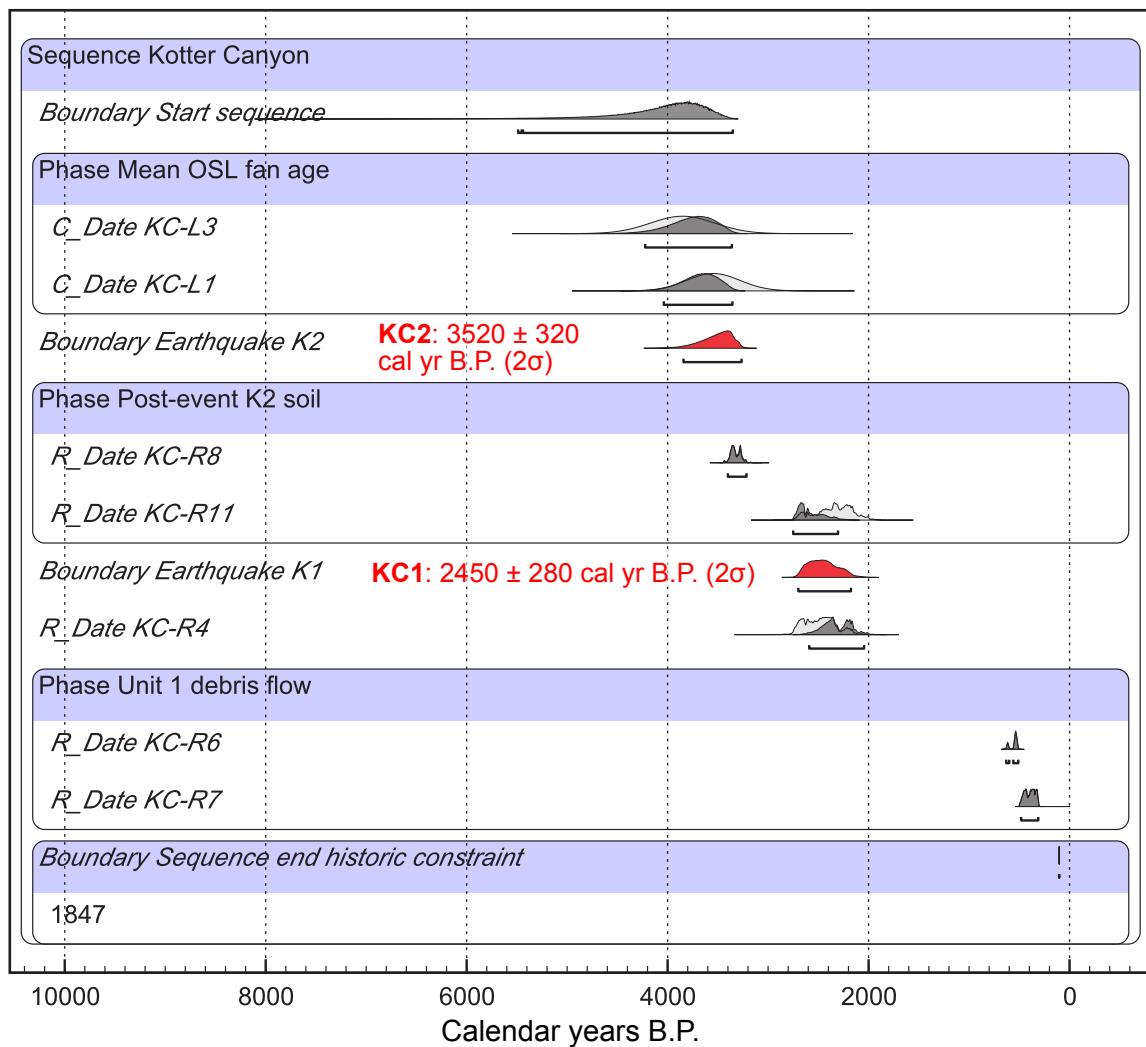 Sequence Kotter Canyon
Boundary Start sequence
Phase Mean OSL fan age
C_Date KC-L3
C_Date KC-L1
Boundary Earthquake K2
KC2: 3520 ± 320
cal yr B.P. (2σ)
Phase Post-event K2 soil
R_Date KC-R8
R_Date KC-R11
Boundary Earthquake K1
KC1: 2450 ± 280 cal yr B.P. (2σ)
R_Date KC-R4
Phase Unit 1 debris flow
R_Date KC-R6
R_Date KC-R7
Boundary Sequence end historic constraint
1847
10000 8000 6000 4000 2000 0
Calendar years B.P.